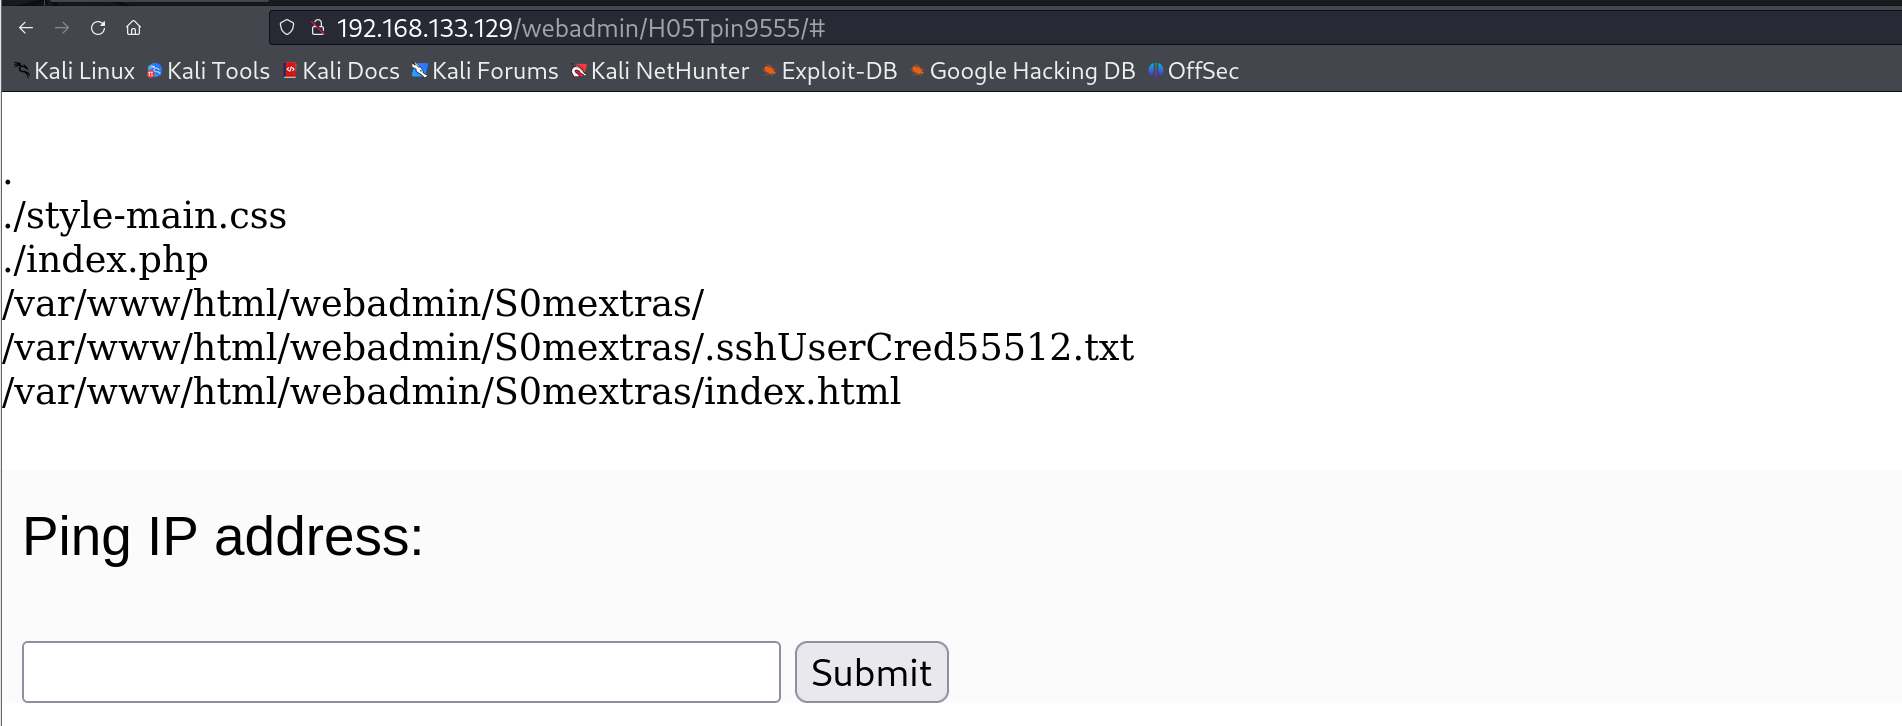 192.168.133.129/webadmin/H05Tpin9555/#
Kali Linux Kali Tools Kali Docs Kali Forums Kali NetHunter Exploit-DB Google Hacking DB OffSec
.
./style-main.css
./index.php
/var/www/html/webadmin/S0mextras/
/var/www/html/webadmin/S0mextras/.sshUserCred55512.txt
/var/www/html/webadmin/S0mextras/index.html
Ping IP address:
Submit